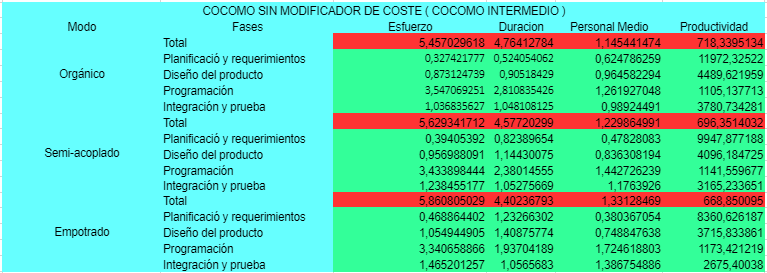 COCOMO SIN MODIFICADOR DE COSTE ( COCOMO INTERMEDIO )
Modo Fases Esfuerzo Duracion Personal Medio Productividad
Total 5,457029618 4,76412784 1,145441474 718,3395134
Planificació y requerimientos 0,327421777 0,524054062 0,624786259 11972,32522
Orgánico Diseño del producto 0,873124739 0,90518429 0,964582294 4489,621959
Programación 3,547069251 2,810835426 1,261927048 1105,137713
Integración y prueba 1,036835627 1,048108125 0,98924491 3780,734281
Total 5,629341712 4,57720299 1,229864991 696,3514032
Planificació y requerimientos 0,39405392 0,82389654 0,47828083 9947,877188
Semi-acoplado Diseño del producto 0,956988091 1,14430075 0,836308194 4096,184725
Programación 3,433898444 2,38014555 1,442726239 1141,559677
Integración y prueba 1,238455177 1,05275669 1,1763926 3165,233651
Total 5,860805029 4,40236793 1,33128469 668,850095
Planificació y requerimientos 0,468864402 1,23266302 0,380367054 8360,626187
Empotrado Diseño del producto 1,054944905 1,40875774 0,748847638 3715,833861
Programación 3,340658866 1,93704189 1,724618803 1173,421219
Integración y prueba 1,465201257 1,0565683 1,386754886 2675,40038